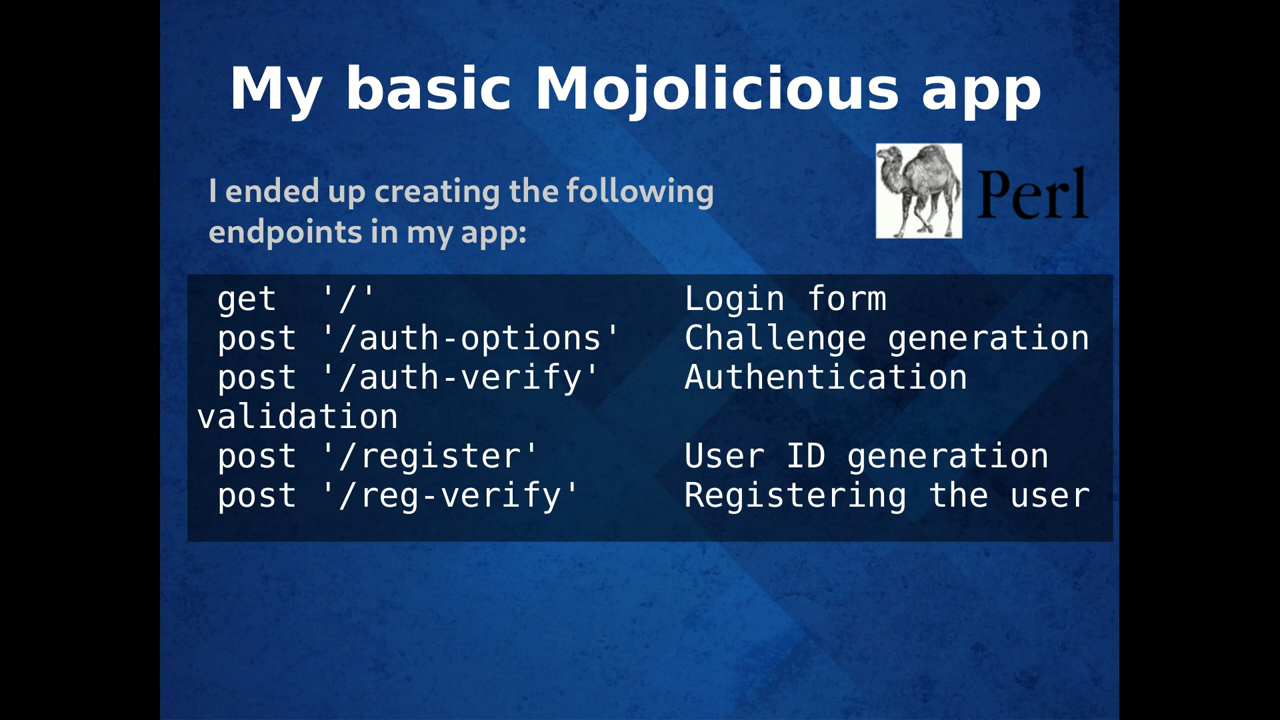 My basic Mojolicious app
I ended up creating the following
endpoints in my app:
Perl
get '/' Login form
post '/auth-options' Challenge generation
post '/auth-verify' Authentication
validation
post '/register' User ID generation
post '/reg-verify' Registering the user